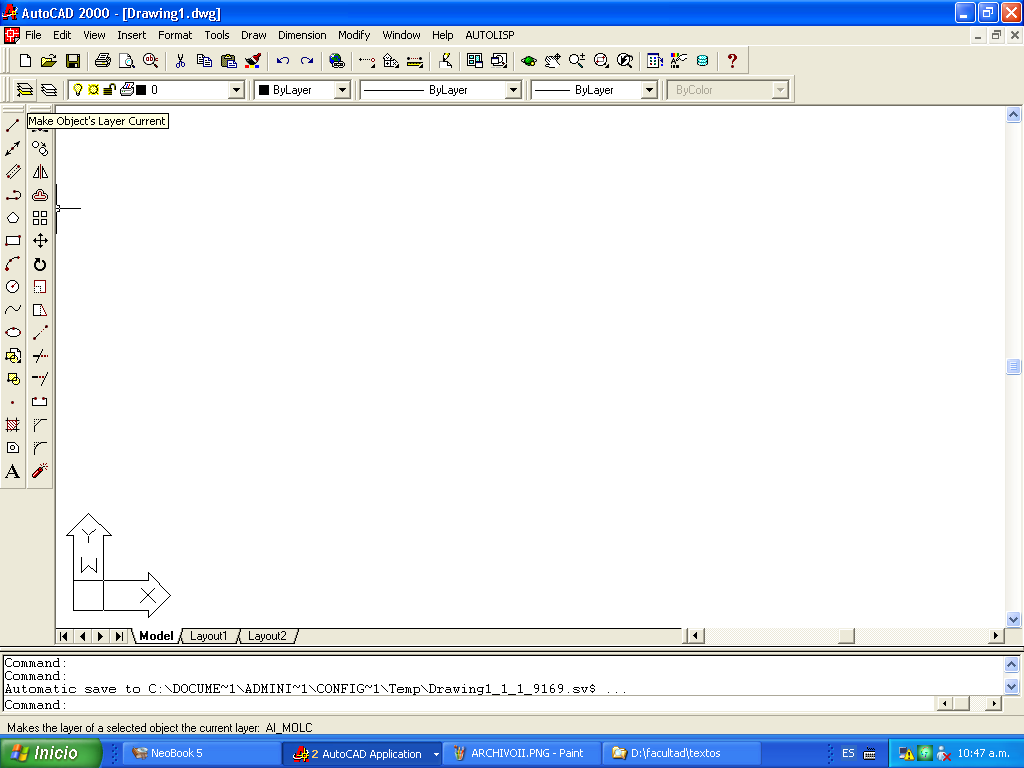 AutoCAD 2000 - [Drawing1.dwg]
File Edit View Insert Format Tools Draw Dimension Modify Window Help AUTOLISP
abc ?
0 ByLayer ByLayer ByLayer ByColor
Make Object's Layer Current
A
Y
W
X
Model Layout1 Layout2
Command:
Command:
Automatic save to C:\DOCUME~1\ADMINI~1\CONFIG~1\Temp\Drawing1_1_1_9169.sv$ ...
Command:
Makes the layer of a selected object the current layer: AI_MOLC
Inicio NeoBook 5 2 AutoCAD Application ARCHIVOII.PNG - Paint D:\facultad\textos ES 10:47 a.m.